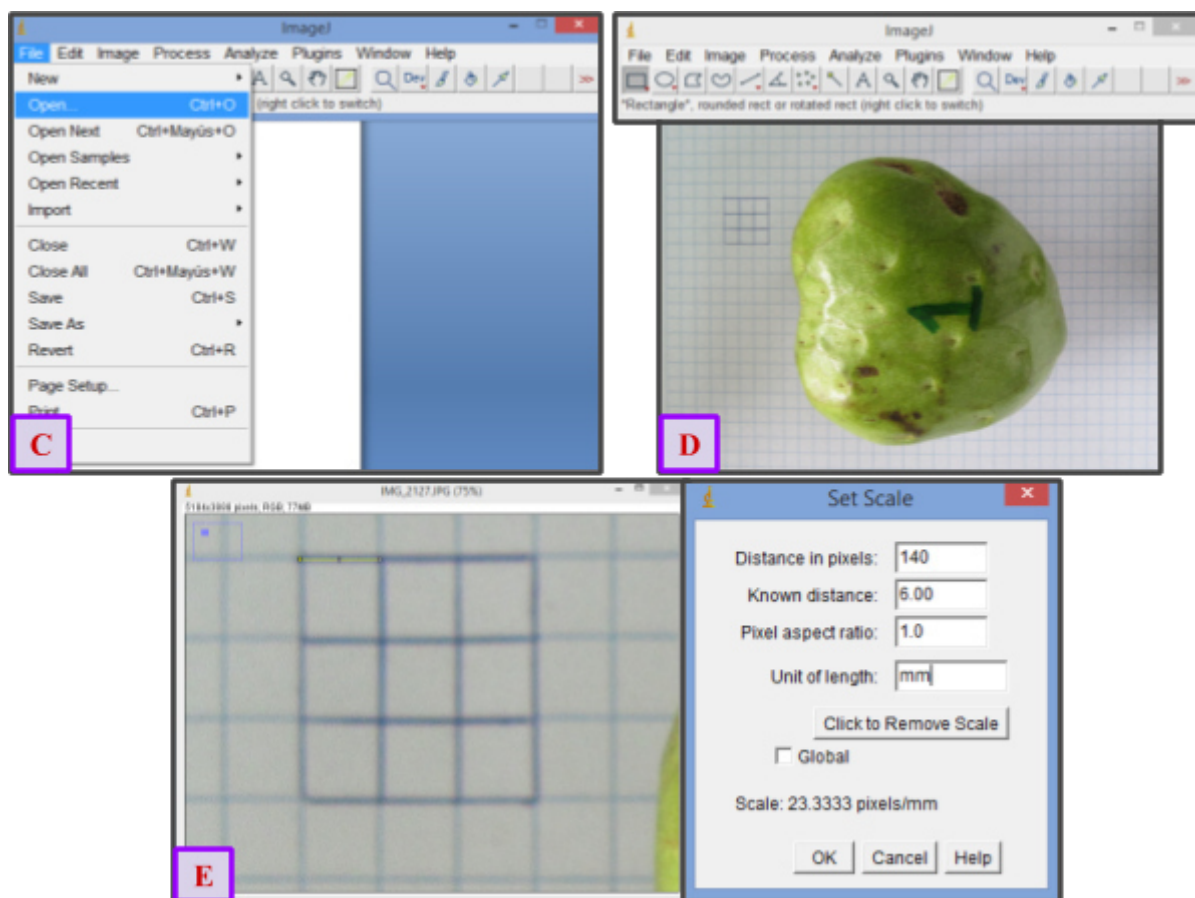 ImageJ
File Edit Image Process Analyze Plugins Window Help
New
Open... Ctrl+O
(right click to switch)
Open Next Ctrl+Mayús+O
Open Samples
Open Recent
Import
Close Ctrl+W
Close All Ctrl+Mayús+W
Save Ctrl+S
Save As
Revert Ctrl+R
Page Setup...
Print... Ctrl+P
C
ImageJ
File Edit Image Process Analyze Plugins Window Help
A Dev
"Rectangle", rounded rect or rotated rect (right click to switch)
1
D
IMG_2127.JPG (75%)
pixels; RGB; 77MB
E
Set Scale
Distance in pixels: 140
Known distance: 6.00
Pixel aspect ratio: 1.0
Unit of length: mm
Click to Remove Scale
Global
Scale: 23.3333 pixels/mm
OK Cancel Help